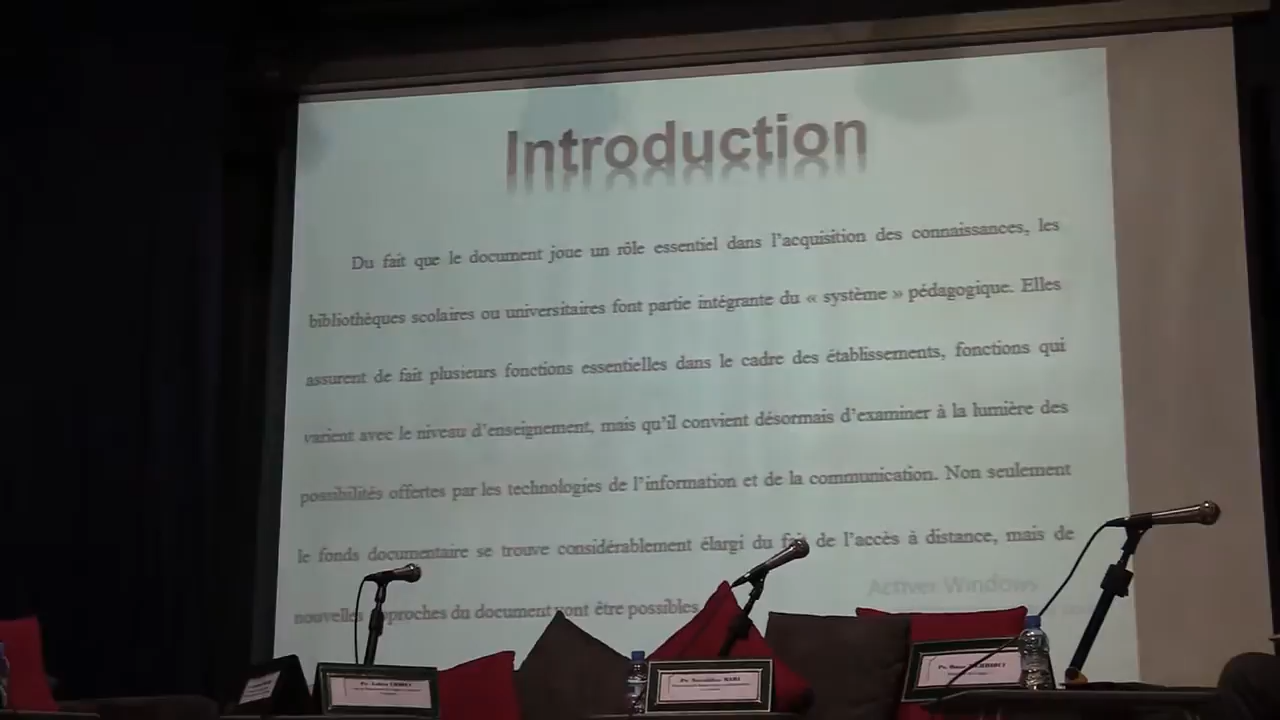 Introduction
Du fait que le document joue un rôle essentiel dans l'acquisition des connaissances, les
bibliothèques scolaires ou universitaires font partie intégrante du « système » pédagogique. Elles
assurent de fait plusieurs fonctions essentielles dans le cadre des établissements, fonctions qui
varient avec le niveau d'enseignement, mais qu'il convient désormais d'examiner à la lumière des
possibilités offertes par les technologies de l'information et de la communication. Non seulement
le fonds documentaire se trouve considérablement élargi du fait de l'accès à distance, mais de
nouvelles approches du document vont être possibles.
Activer Windows